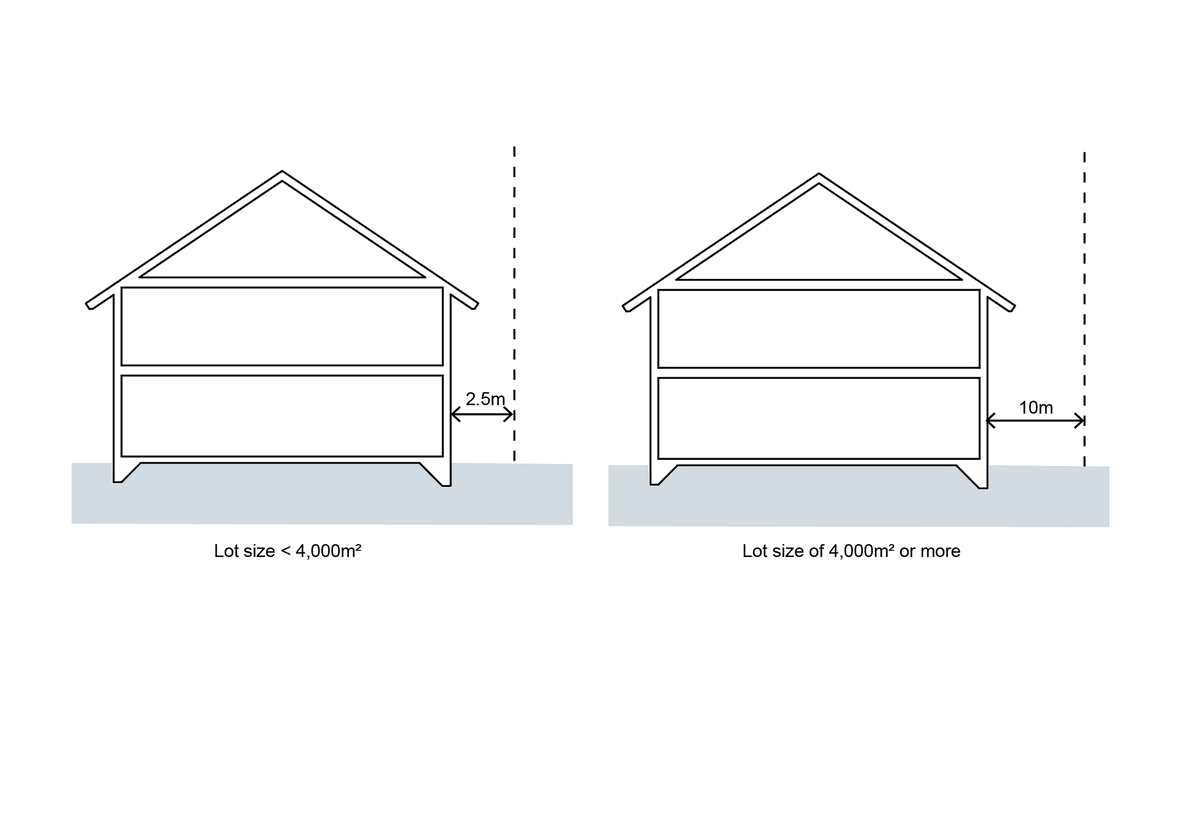 2.5m
10m
Lot size < 4,000m²
Lot size of 4,000m² or more